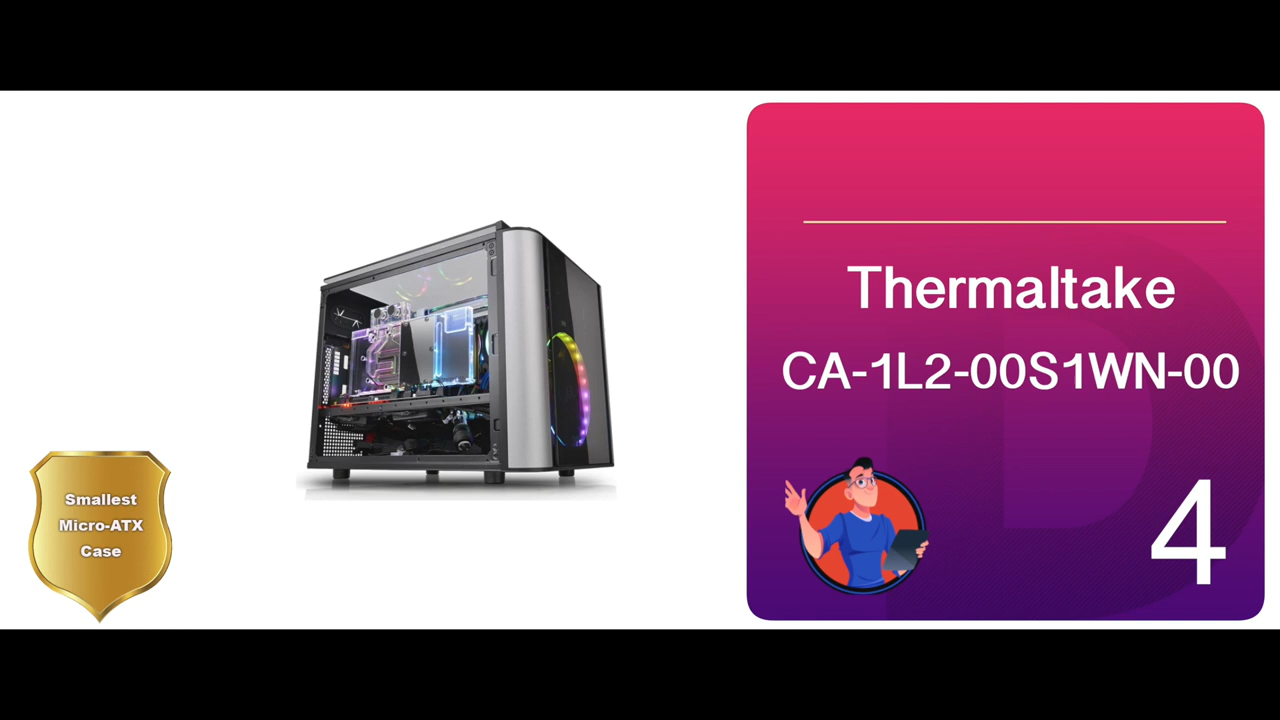 Thermaltake
CA-1L2-00S1WN-00
4
Smallest
Micro-ATX
Case